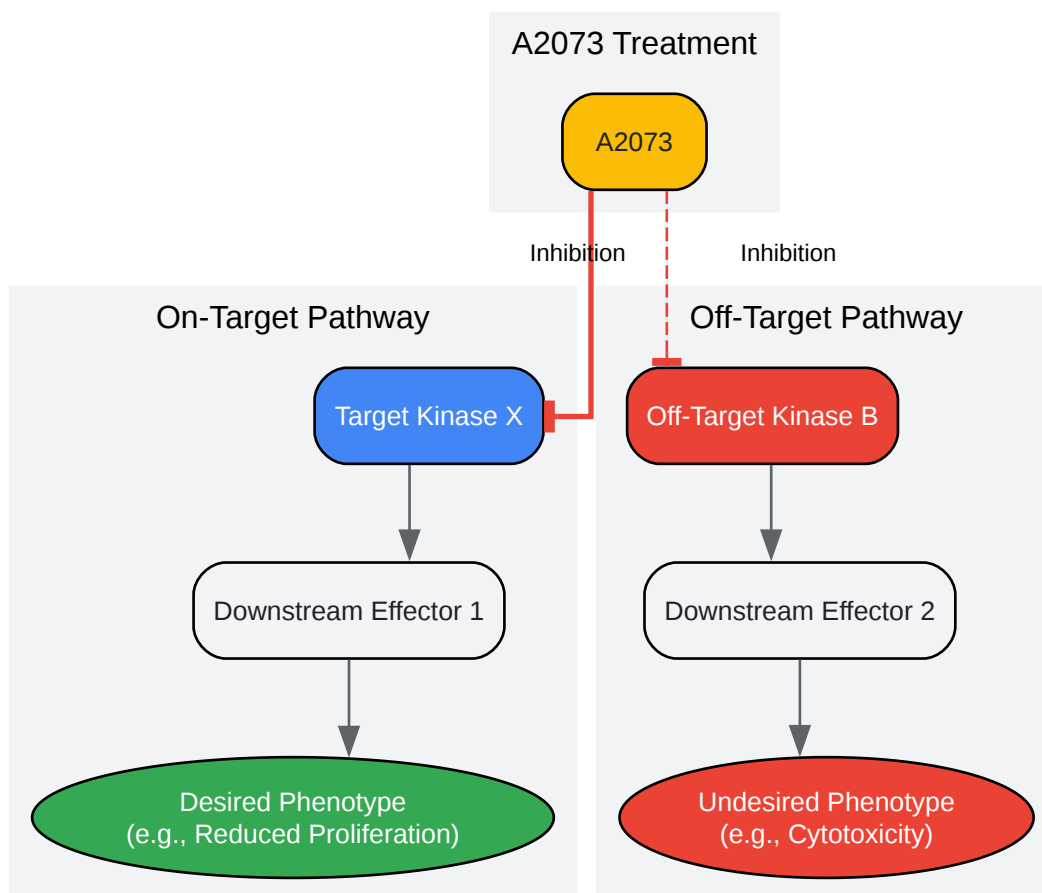 A2073 Treatment
A2073
Inhibition
Inhibition
On-Target Pathway
Off-Target Pathway
Target Kinase X
Off-Target Kinase B
Downstream Effector 1
Downstream Effector 2
Desired Phenotype
(e.g., Reduced Proliferation)
Undesired Phenotype
(e.g., Cytotoxicity)